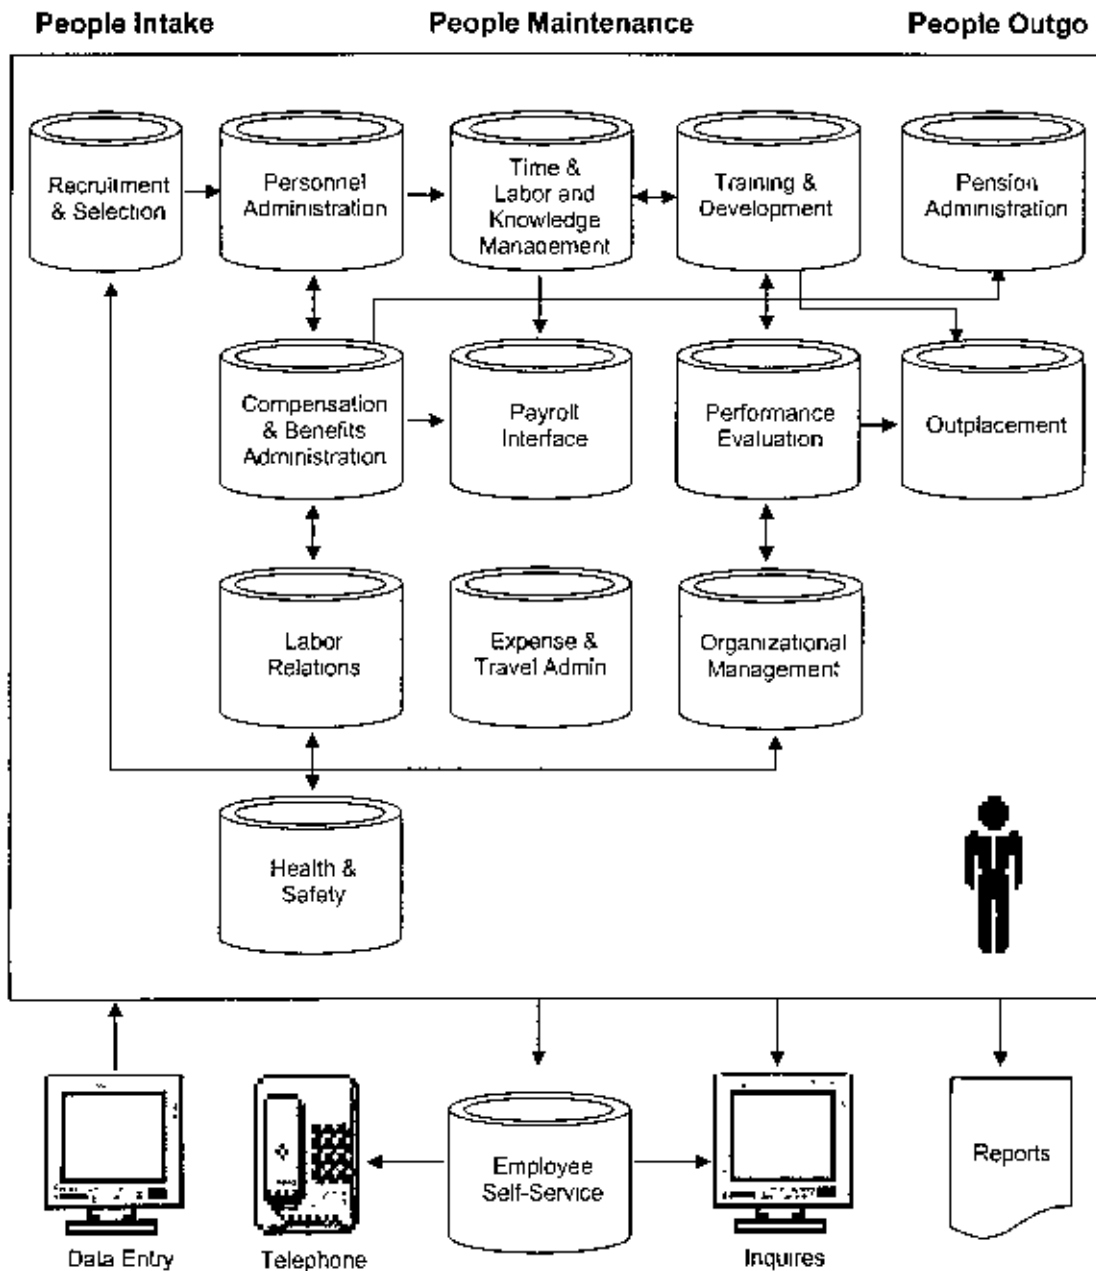 People Intake
People Maintenance
People Outgo
Recruitment
& Selection
Personnel
Administration
Time &
Labor and
Knowledge
Management
Training &
Development
Pension
Administration
Compensation
& Benefits
Administration
Payroll
Interface
Performance
Evaluation
Outplacement
Labor
Relations
Expense &
Travel Admin
Organizational
Management
Health &
Safety
Data Entry
Telephone
Employee
Self-Service
Inquires
Reports